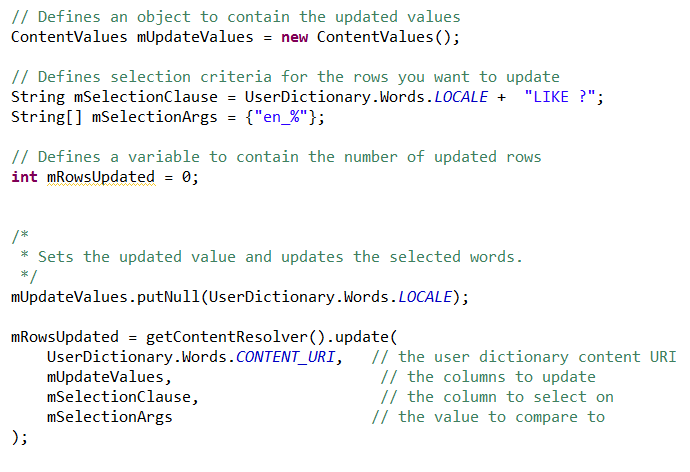 // Defines an object to contain the updated values
ContentValues mUpdateValues = new ContentValues();

// Defines selection criteria for the rows you want to update
String mSelectionClause = UserDictionary.Words.LOCALE +  "LIKE ?";
String[] mSelectionArgs = {"en_%"};

// Defines a variable to contain the number of updated rows
int mRowsUpdated = 0;


/*
 * Sets the updated value and updates the selected words.
 */
mUpdateValues.putNull(UserDictionary.Words.LOCALE);

mRowsUpdated = getContentResolver().update(
    UserDictionary.Words.CONTENT_URI,   // the user dictionary content URI
    mUpdateValues,                       // the columns to update
    mSelectionClause,                    // the column to select on
    mSelectionArgs                      // the value to compare to
);